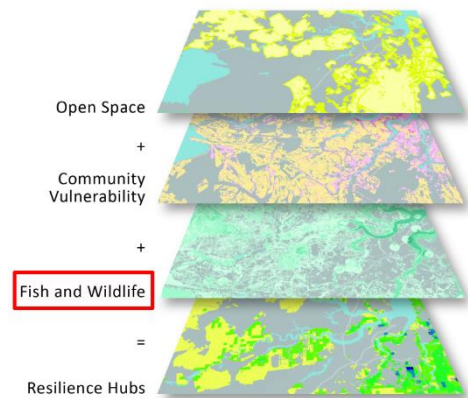 Open Space
+
Community
Vulnerability
+
Fish and Wildlife
=
Resilience Hubs